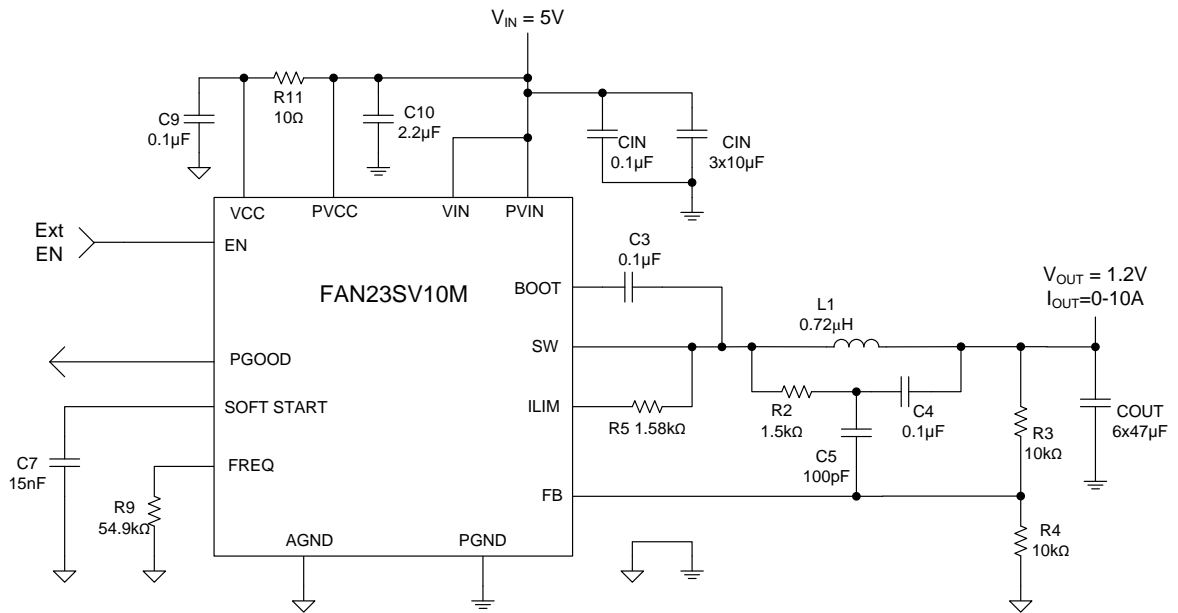 V_IN = 5V
R11
10Ω
C9
0.1µF
C10
2.2µF
CIN
0.1µF
CIN
3x10µF
VCC
PVCC
VIN
PVIN
Ext
EN
EN
FAN23SV10M
C3
0.1µF
BOOT
V_OUT = 1.2V
I_OUT=0-10A
L1
0.72µH
SW
PGOOD
SOFT START
ILIM
R5 1.58kΩ
R2
1.5kΩ
C4
0.1µF
C5
100pF
R3
10kΩ
COUT
6x47µF
C7
15nF
FREQ
R9
54.9kΩ
FB
R4
10kΩ
AGND
PGND